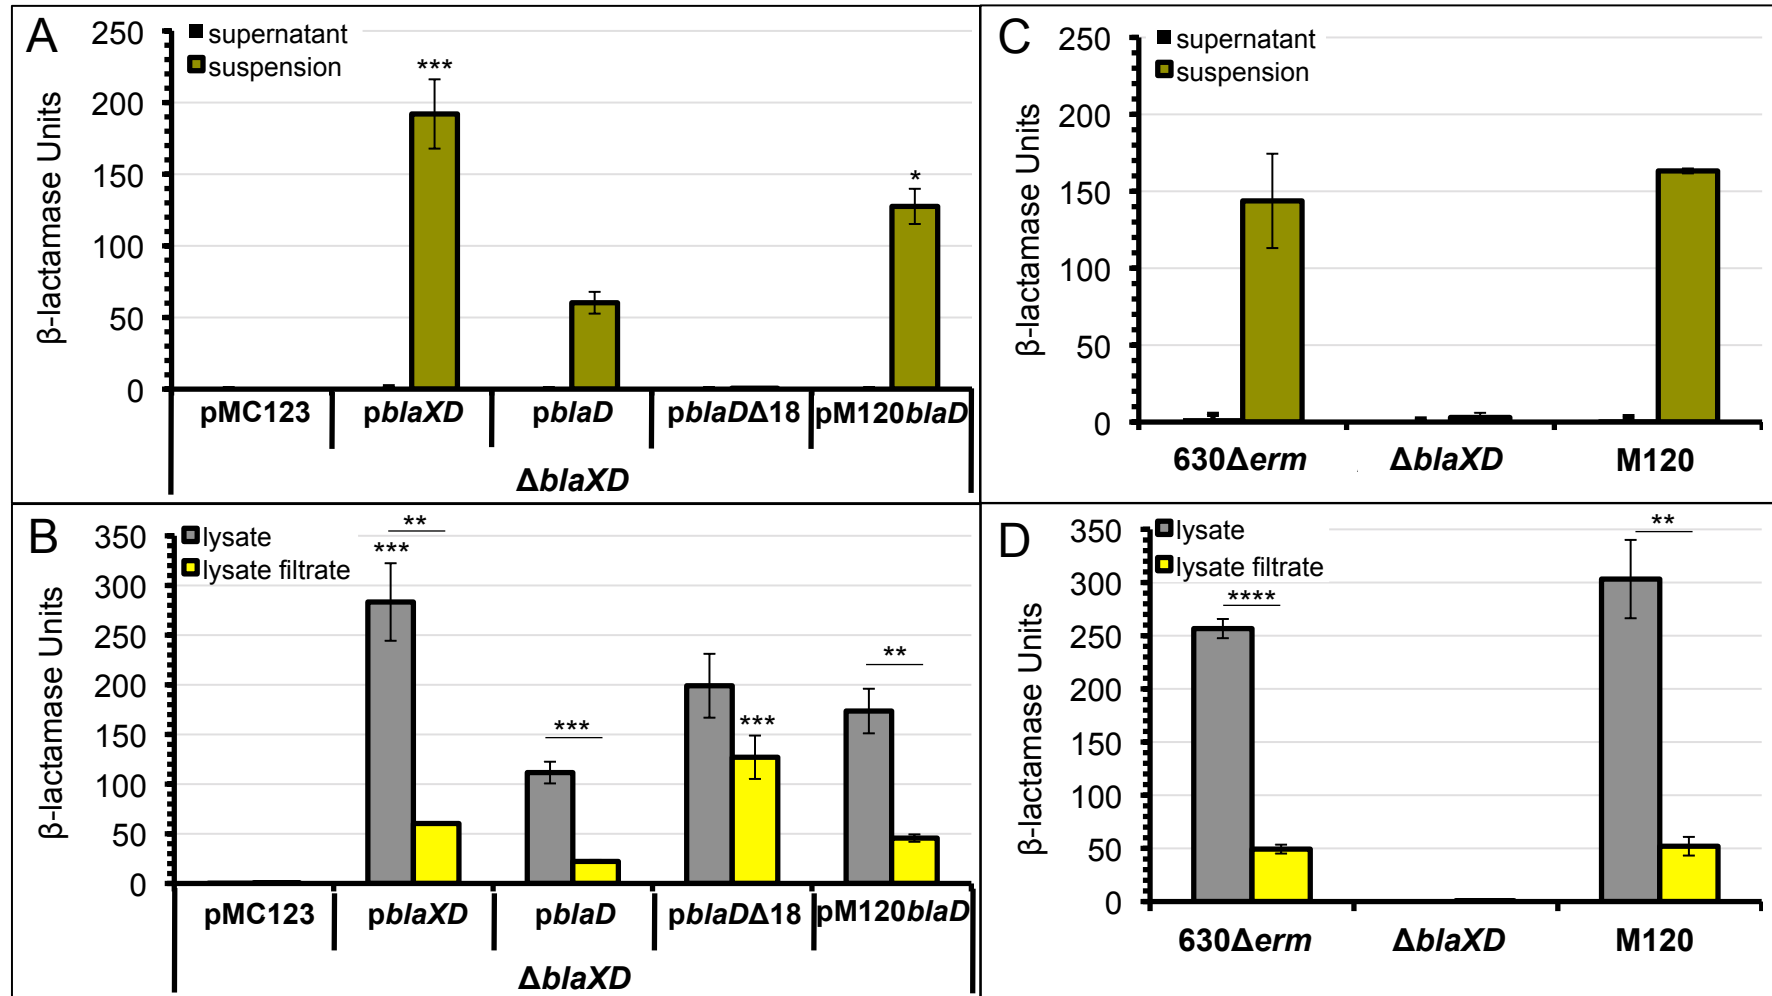 A
supernatant
suspension
β-lactamase Units
250
200
150
100
50
0
***
*
pMC123 pblaXD pblaD pblaDΔ18 pM120blaD
ΔblaXD
C
supernatant
suspension
β-lactamase Units
250
200
150
100
50
0
630Δerm ΔblaXD M120
B
lysate
lysate filtrate
β-lactamase Units
350
300
250
200
150
100
50
0
**
***
***
***
**
pMC123 pblaXD pblaD pblaDΔ18 pM120blaD
ΔblaXD
D
lysate
lysate filtrate
β-lactamase Units
350
300
250
200
150
100
50
0
****
**
630Δerm ΔblaXD M120